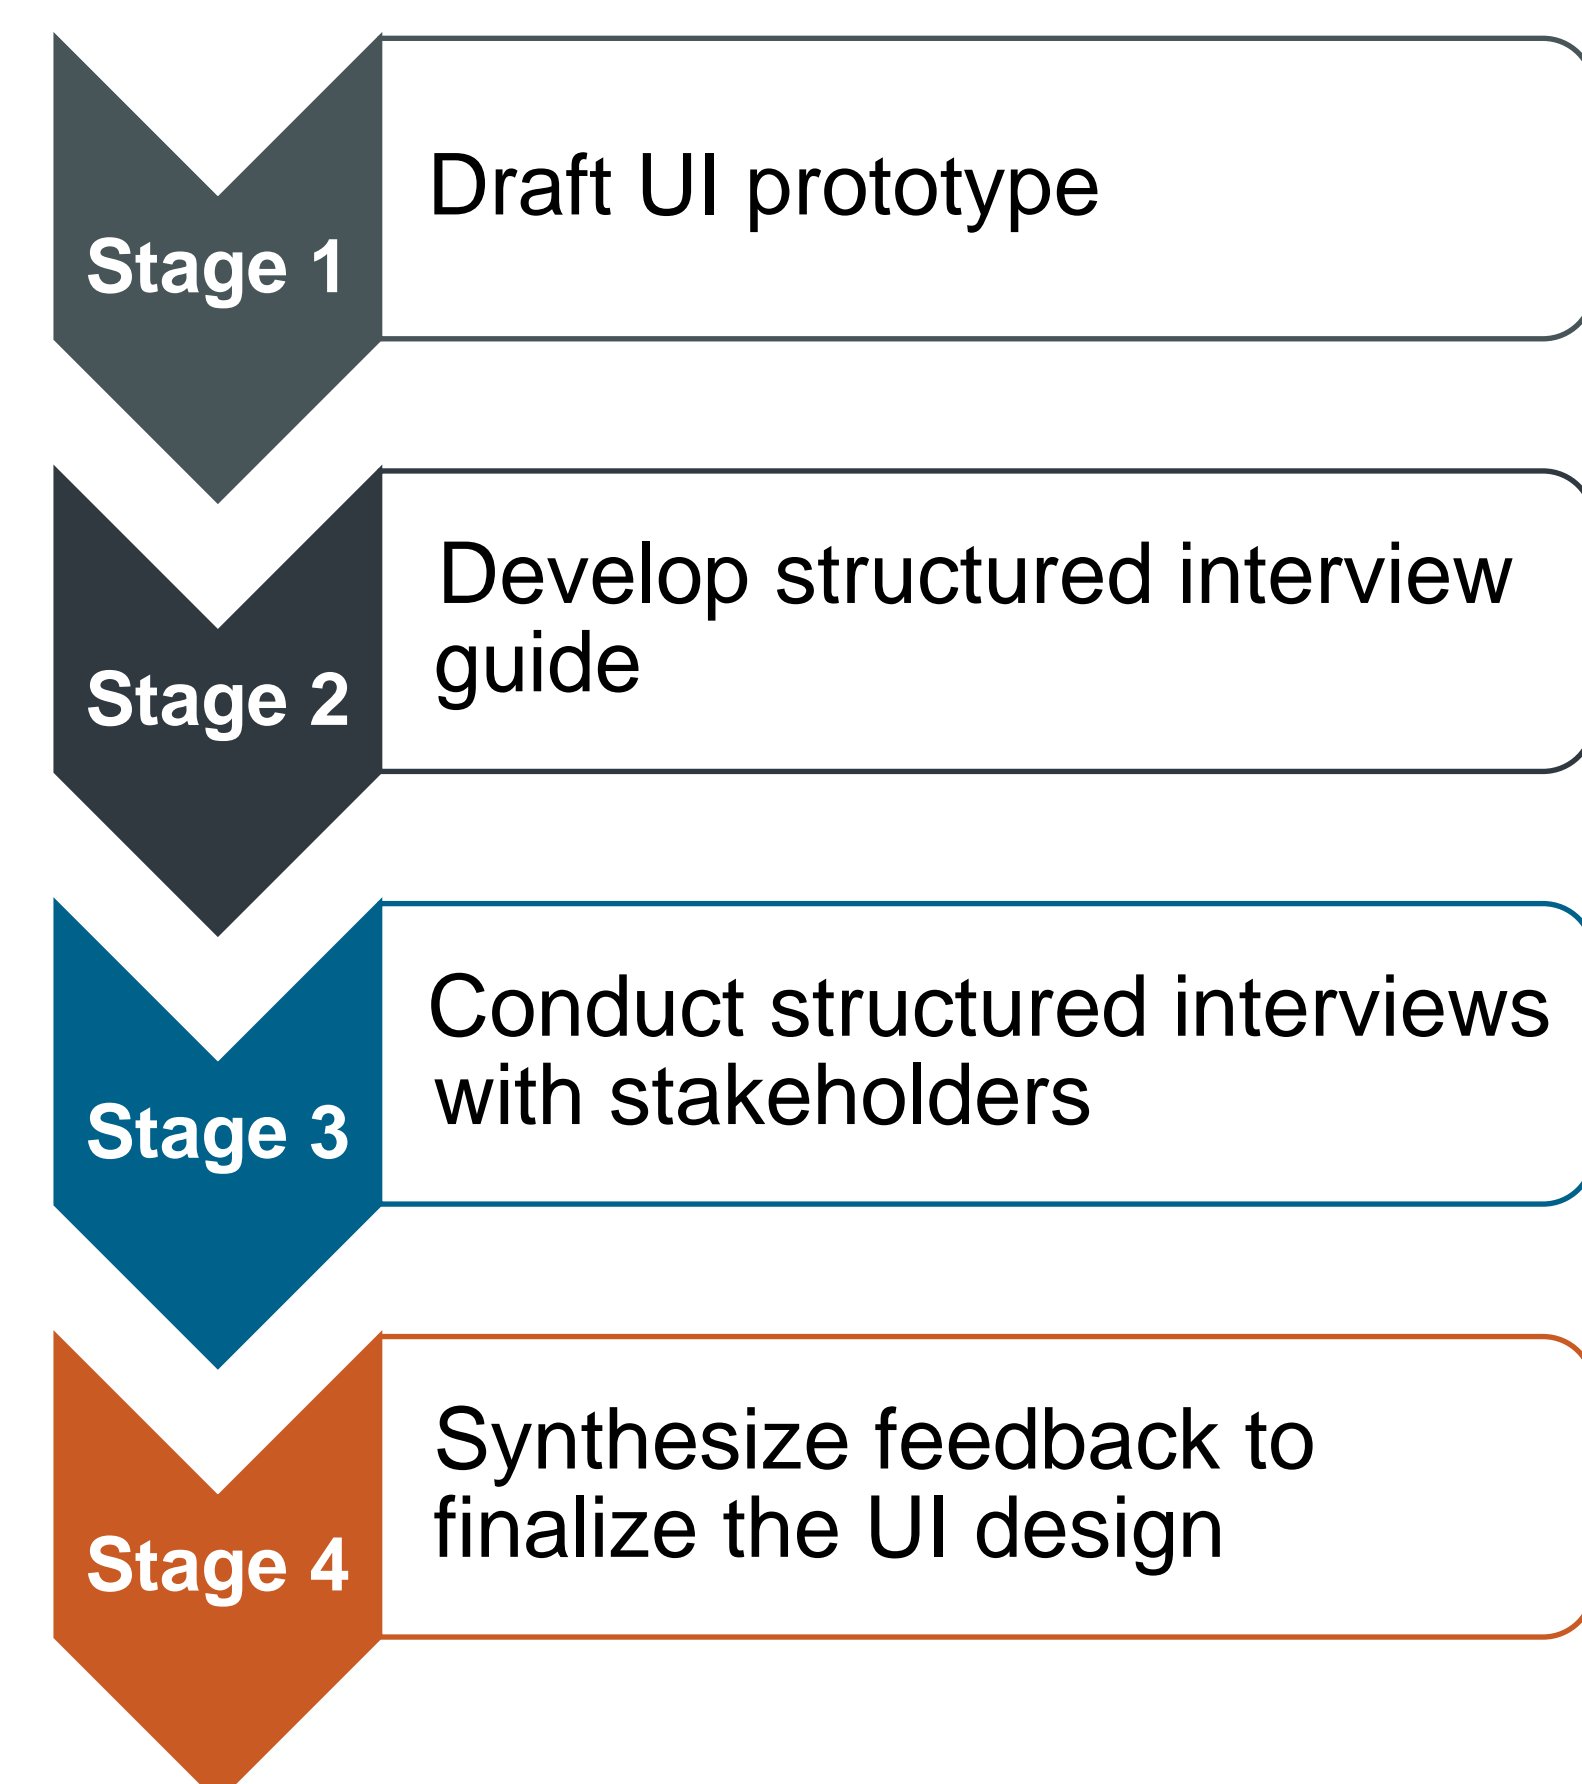 Stage 1
Draft UI prototype
Stage 2
Develop structured interview
guide
Stage 3
Conduct structured interviews
with stakeholders
Stage 4
Synthesize feedback to
finalize the UI design